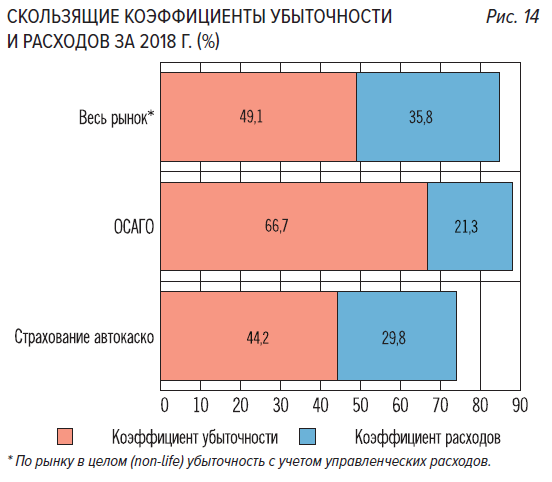 СКОЛЬЗЯЩИЕ КОЭФФИЦИЕНТЫ УБЫТОЧНОСТИ Рис. 14
И РАСХОДОВ ЗА 2018 Г. (%)
Весь рынок* 49,1 35,8
ОСАГО 66,7 21,3
Страхование автокаско 44,2 29,8
0 10 20 30 40 50 60 70 80 90
Коэффициент убыточности Коэффициент расходов
* По рынку в целом (non-life) убыточность с учетом управленческих расходов.